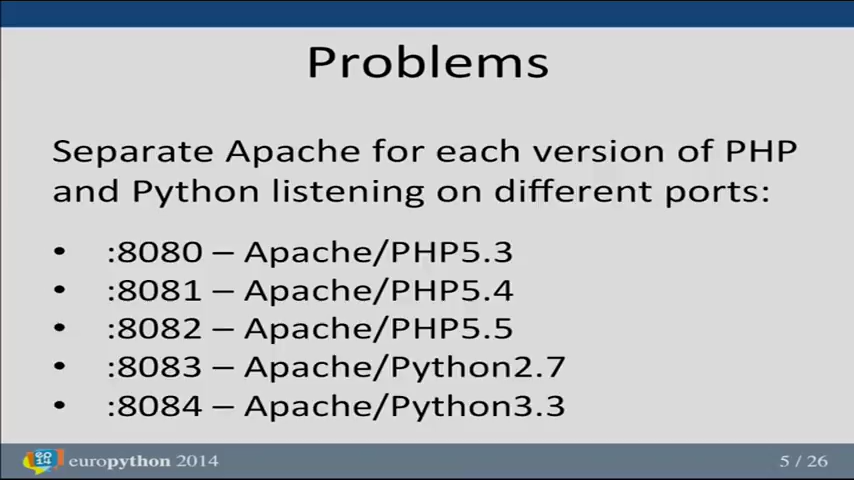 Problems
Separate Apache for each version of PHP
and Python listening on different ports:
• :8080 – Apache/PHP5.3
• :8081 – Apache/PHP5.4
• :8082 – Apache/PHP5.5
• :8083 – Apache/Python2.7
• :8084 – Apache/Python3.3
europython 2014
5 / 26